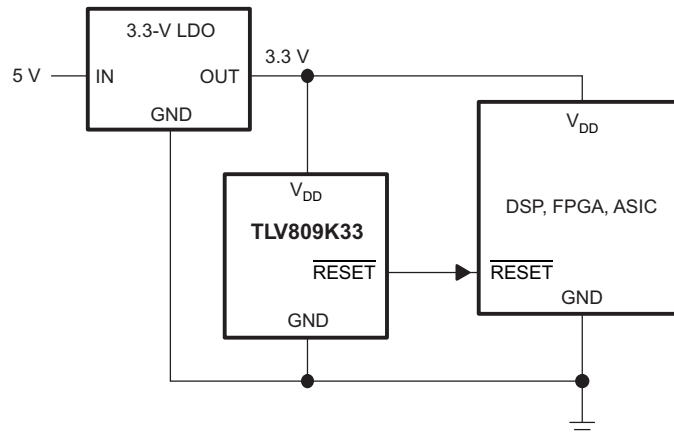 3.3-V LDO
5 V
IN
OUT
GND
3.3 V
VDD
DSP, FPGA, ASIC
RESET
GND
VDD
TLV809K33
RESET
GND